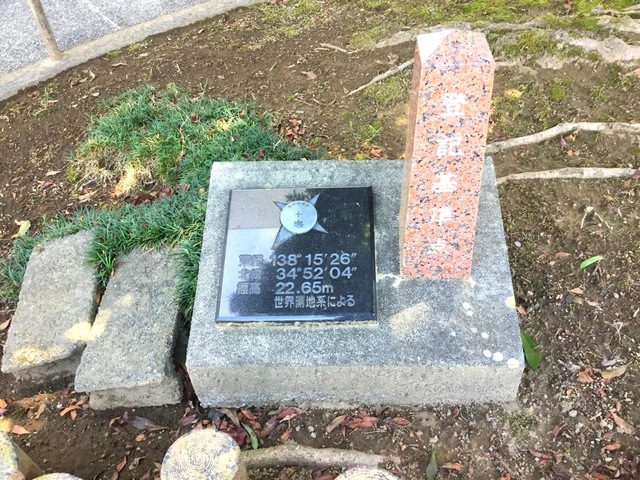 登記基準点
東経 138° 15' 26"
北緯 34° 52' 04"
標高 22.65m
世界測地系による